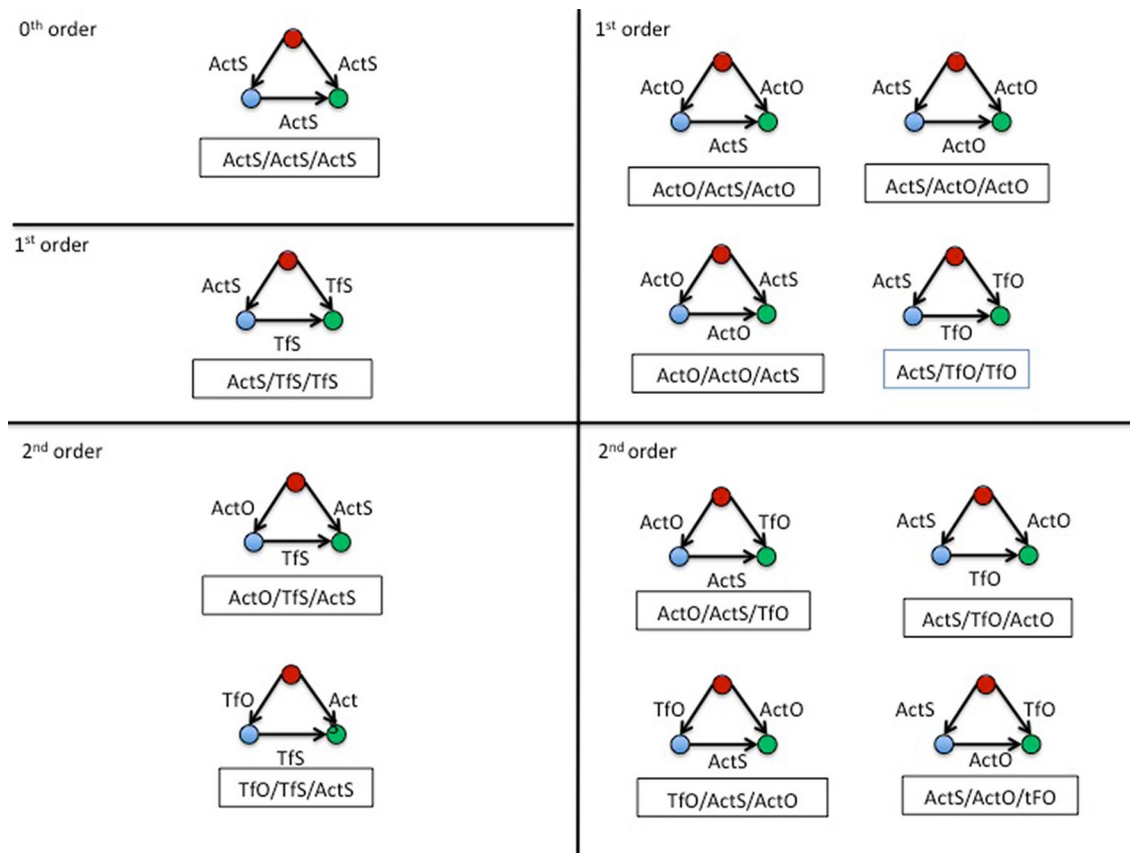 0th order
ActS ActS
ActS
ActS/ActS/ActS
1st order
ActS TfS
TfS
ActS/TfS/TfS
1st order
ActO ActO
ActS
ActO/ActS/ActO
ActS ActO
ActO
ActS/ActO/ActO
ActO ActS
ActO
ActO/ActO/ActS
ActS TfO
TfO
ActS/TfO/TfO
2nd order
ActO ActS
TfS
ActO/TfS/ActS
TfO Act
TfS
TfO/TfS/ActS
2nd order
ActO TfO
ActS
ActO/ActS/TfO
ActS ActO
TfO
ActS/TfO/ActO
TfO ActO
ActS
TfO/ActS/ActO
ActS TfO
ActO
ActS/ActO/tFO